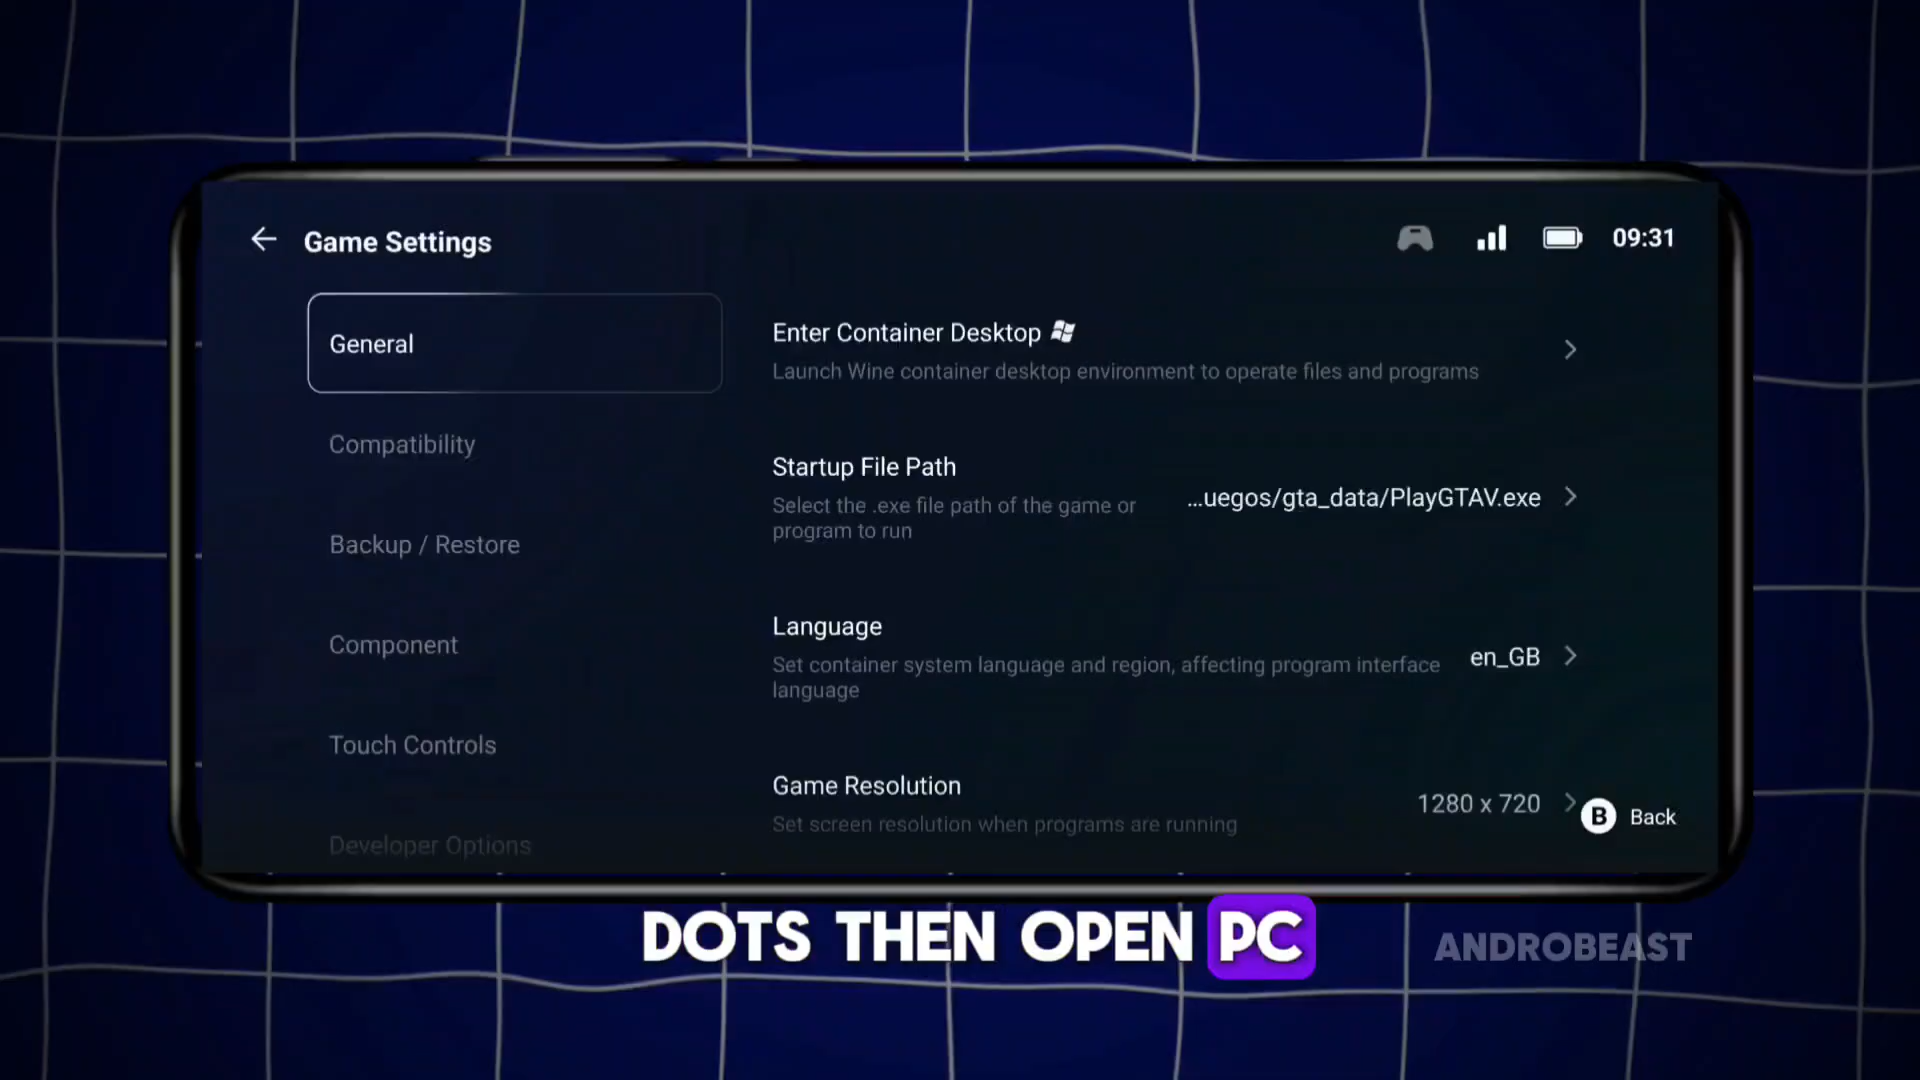 Game Settings
09:31
General
Compatibility
Backup / Restore
Component
Touch Controls
Developer Options
Enter Container Desktop
Launch Wine container desktop environment to operate files and programs
Startup File Path
Select the .exe file path of the game or
program to run
...uegos/gta_data/PlayGTAV.exe
Language
Set container system language and region, affecting program interface
language
en_GB
Game Resolution
Set screen resolution when programs are running
1280 x 720
B Back
DOTS THEN OPEN PC
ANDROBEAST